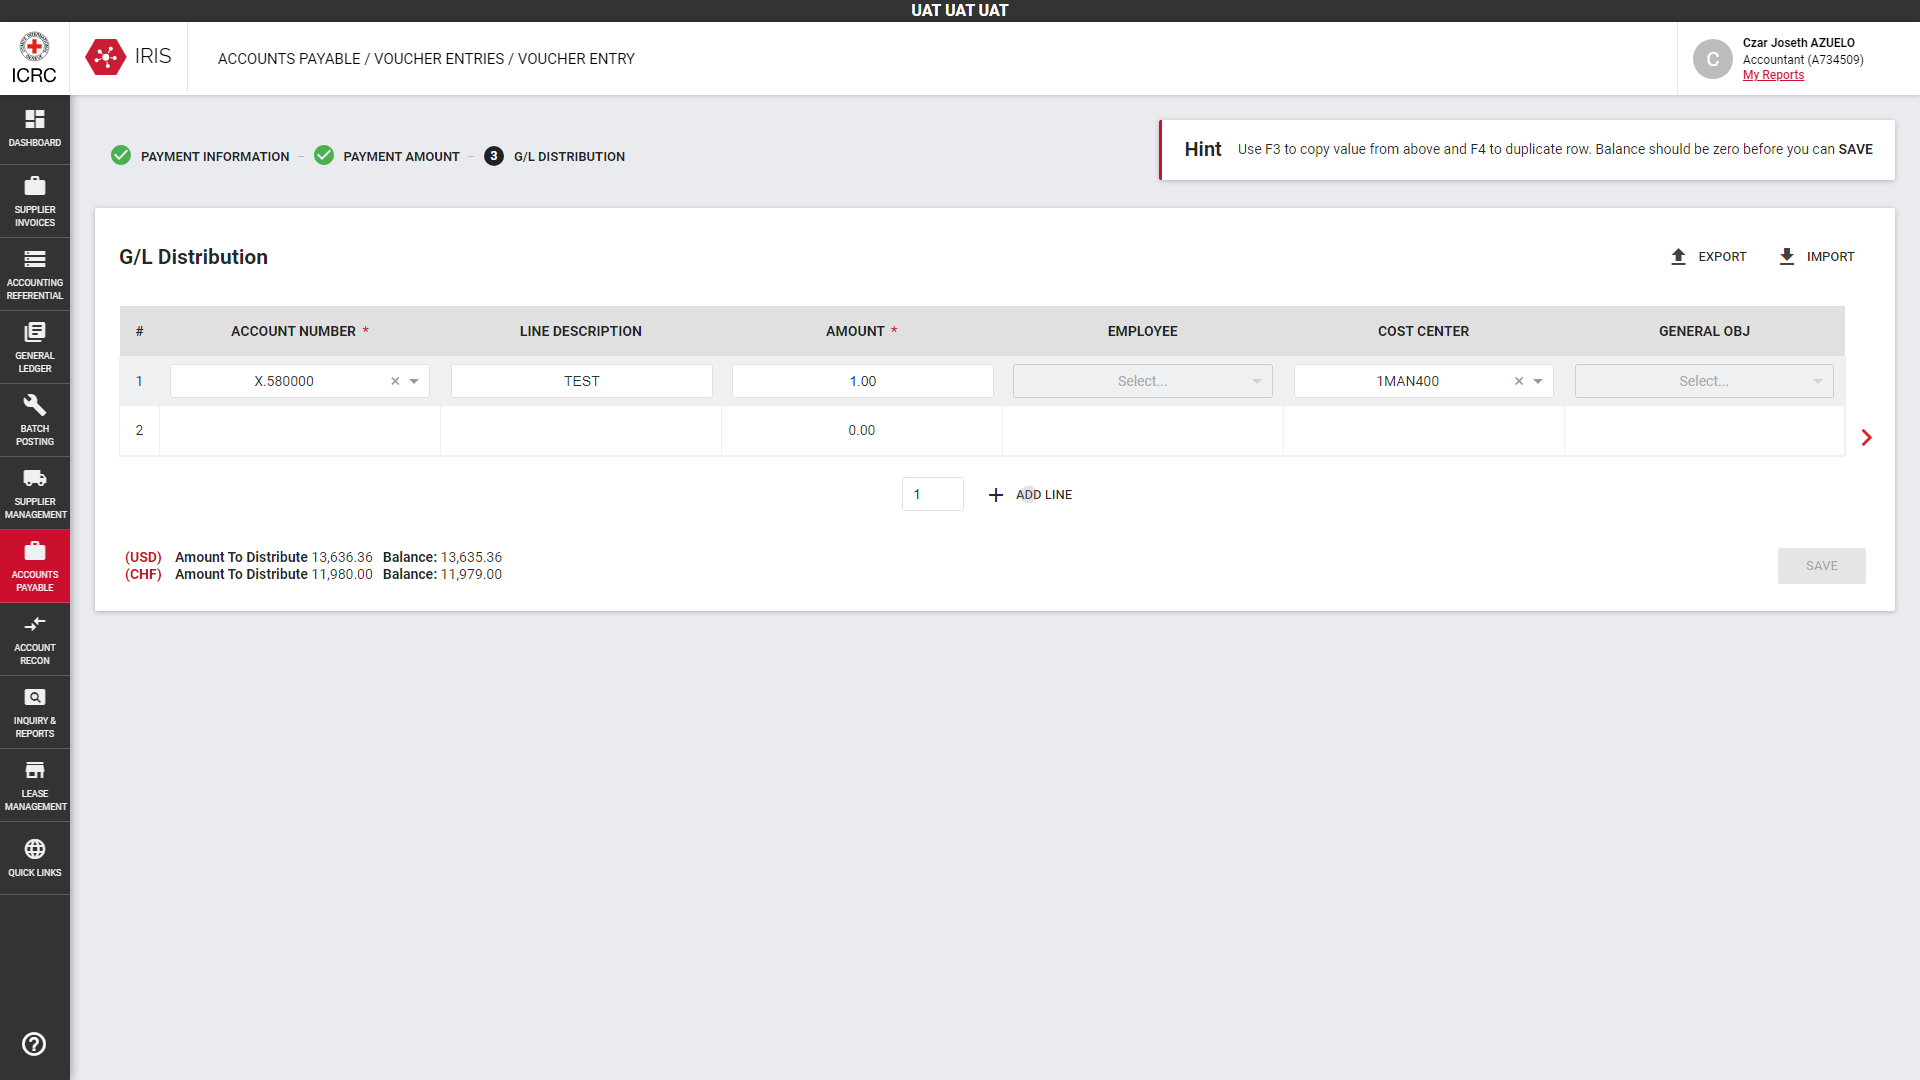 UAT UAT UAT
ICRC
IRIS
ACCOUNTS PAYABLE / VOUCHER ENTRIES / VOUCHER ENTRY
C
Czar Joseth AZUELO
Accountant (A734509)
My Reports
DASHBOARD
SUPPLIER
INVOICES
ACCOUNTING
REFERENTIAL
GENERAL
LEDGER
BATCH
POSTING
SUPPLIER
MANAGEMENT
ACCOUNTS
PAYABLE
ACCOUNT
RECON
INQUIRY &
REPORTS
LEASE
MANAGEMENT
QUICK LINKS
PAYMENT INFORMATION
PAYMENT AMOUNT
3 G/L DISTRIBUTION
Hint Use F3 to copy value from above and F4 to duplicate row. Balance should be zero before you can SAVE
G/L Distribution
EXPORT
IMPORT
# ACCOUNT NUMBER * LINE DESCRIPTION AMOUNT * EMPLOYEE COST CENTER GENERAL OBJ
1 X.580000 TEST 1.00 Select... 1MAN400 Select...
2 0.00
1 ADD LINE
(USD) Amount To Distribute 13,636.36 Balance: 13,635.36
(CHF) Amount To Distribute 11,980.00 Balance: 11,979.00
SAVE